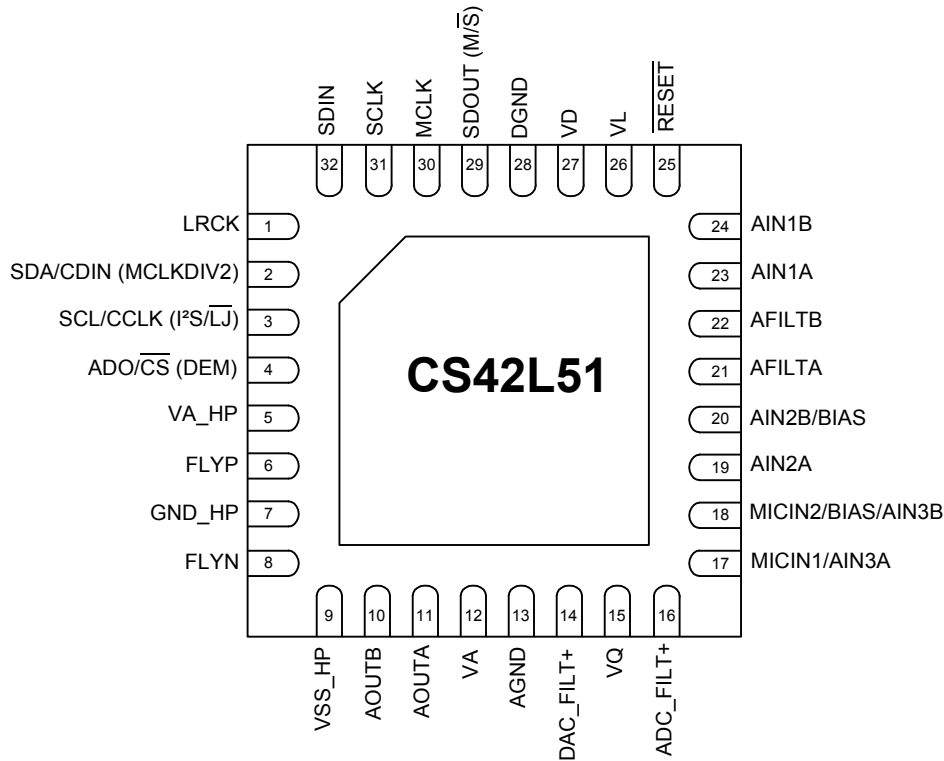 SDIN
SCLK
MCLK
SDOUT (M/S̅)
DGND
VD
VL
R̅E̅S̅E̅T̅
32
31
30
29
28
27
26
25
LRCK 1
SDA/CDIN (MCLKDIV2) 2
SCL/CCLK (I²S/L̅J̅) 3
ADO/C̅S̅ (DEM) 4
VA_HP 5
FLYP 6
GND_HP 7
FLYN 8
CS42L51
24 AIN1B
23 AIN1A
22 AFILTB
21 AFILTA
20 AIN2B/BIAS
19 AIN2A
18 MICIN2/BIAS/AIN3B
17 MICIN1/AIN3A
9
10
11
12
13
14
15
16
VSS_HP
AOUTB
AOUTA
VA
AGND
DAC_FILT+
VQ
ADC_FILT+